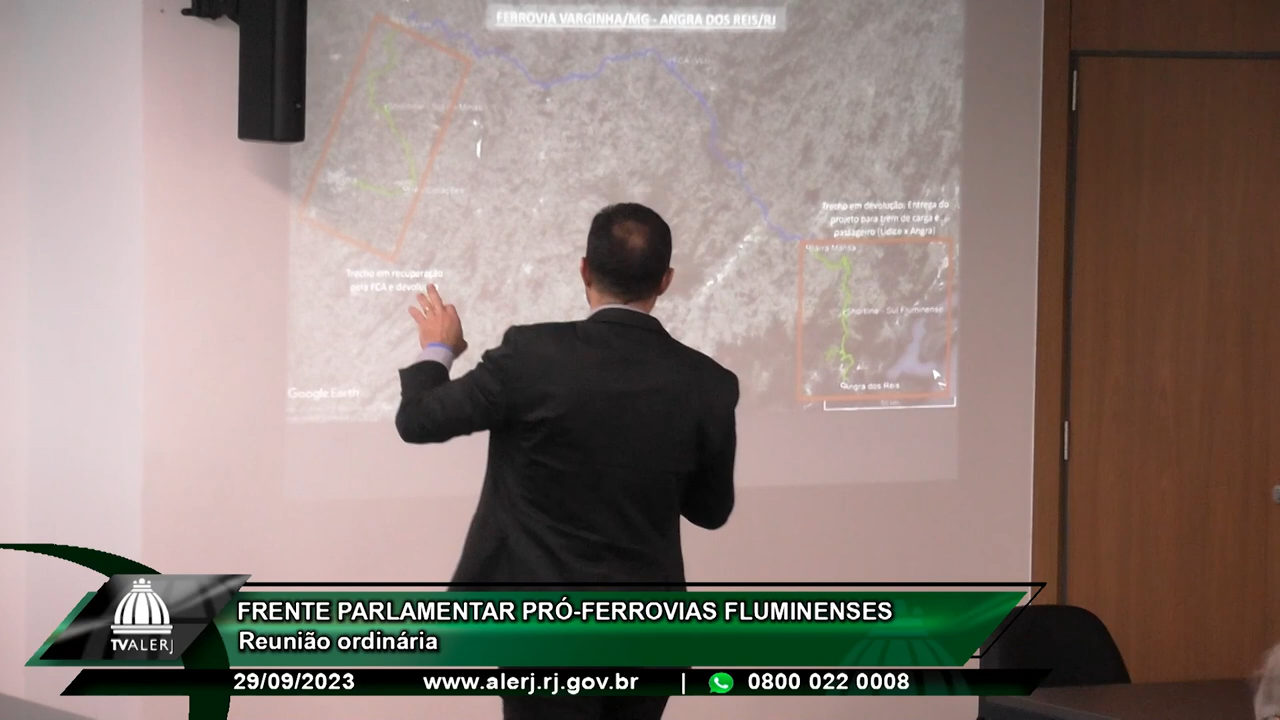 FERROVIA VARGINHA/MG - ANGRA DOS REIS/RJ
Trecho em devolução. Entrega do
projeto para trem de carga e
passageiro (Lídice x Angra)
Barra Mansa
Trecho em recuperação
pela FCA e devolução
Shortline - Sul Fluminense
Angra dos Reis
Google Earth
FRENTE PARLAMENTAR PRÓ-FERROVIAS FLUMINENSES
Reunião ordinária
TVALERJ
29/09/2023 www.alerj.rj.gov.br | 0800 022 0008